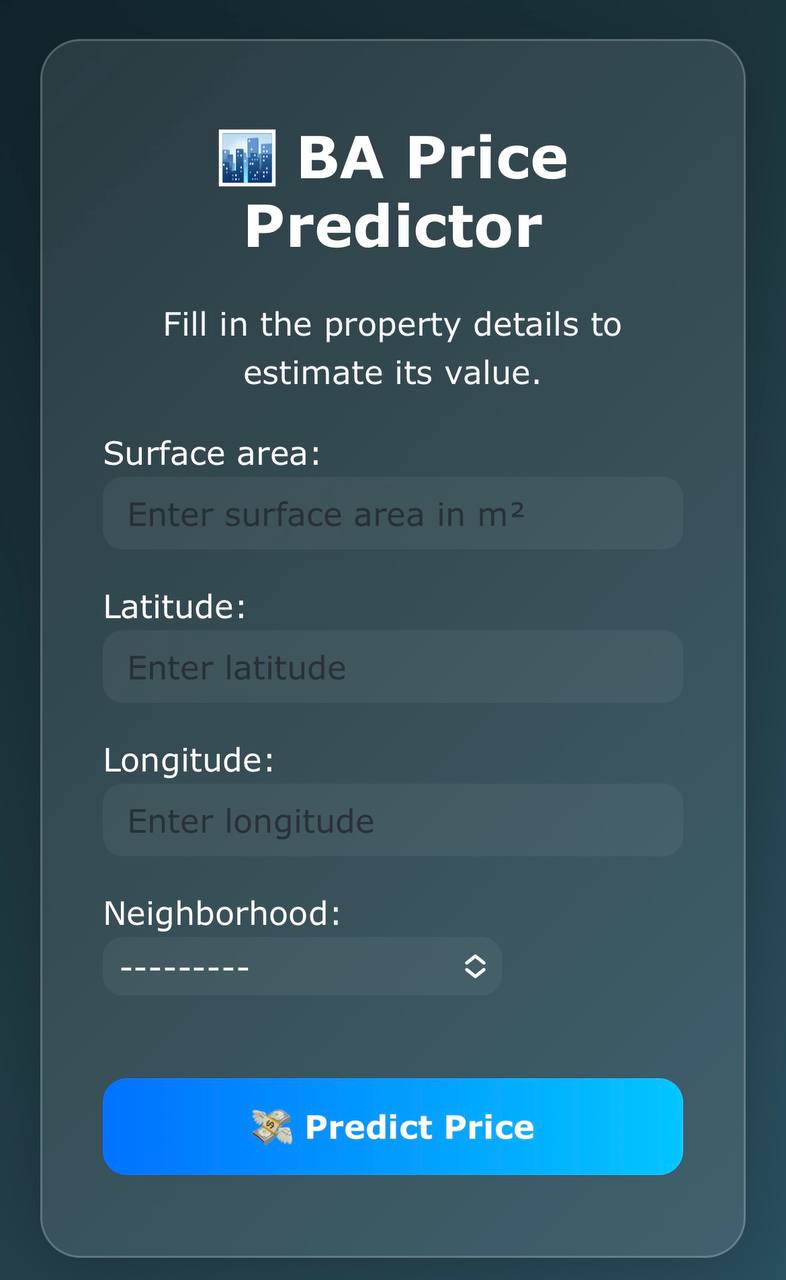 🏙️ BA Price
Predictor
Fill in the property details to
estimate its value.
Surface area:
Enter surface area in m²
Latitude:
Enter latitude
Longitude:
Enter longitude
Neighborhood:
---------
💸 Predict Price